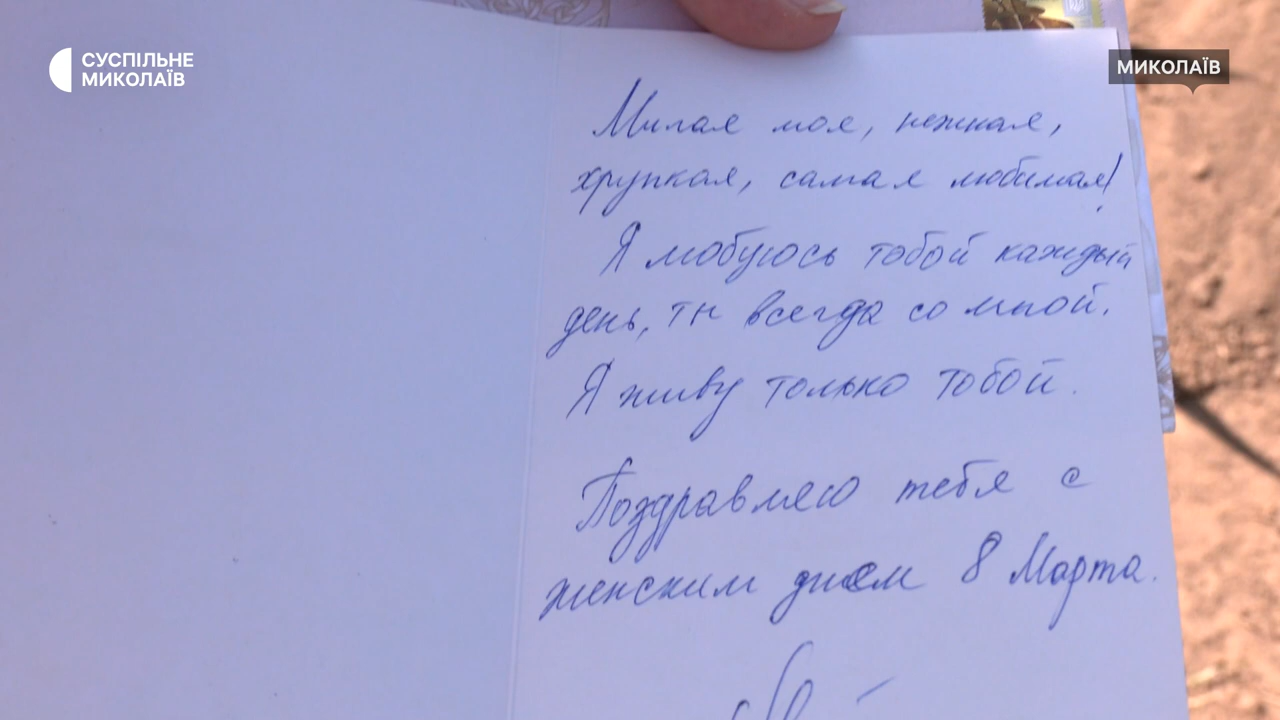 СУСПІЛЬНЕ
МИКОЛАЇВ
МИКОЛАЇВ
Милая моя, нежная,
хрупкая, самая любимая!
Я любуюсь тобой каждый
день, ты всегда со мной.
Я живу только тобой.
Поздравляю тебя с
женским днем 8 Марта.